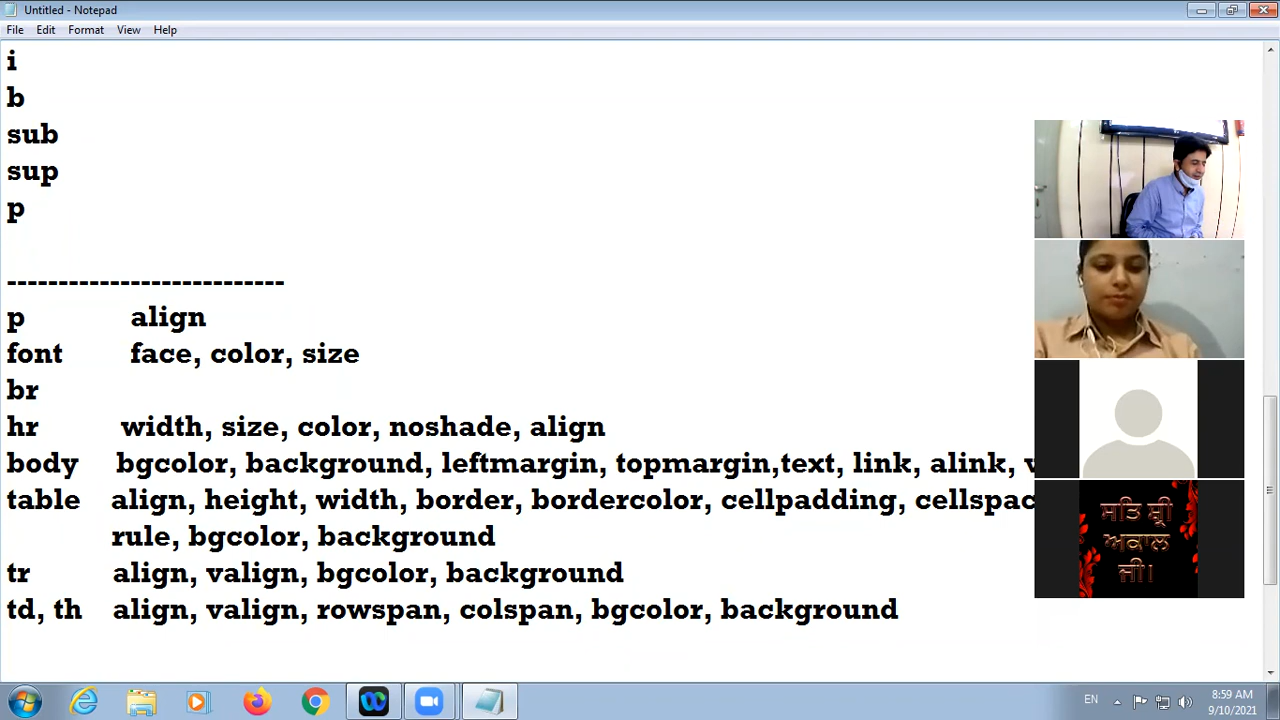 Untitled - Notepad
File Edit Format View Help
i
b
sub
sup
p
---------------------------
p align
font face, color, size
br
hr width, size, color, noshade, align
body bgcolor, background, leftmargin, topmargin,text, link, alink,
table align, height, width, border, bordercolor, cellpadding, cellspac
rule, bgcolor, background
tr align, valign, bgcolor, background
td, th align, valign, rowspan, colspan, bgcolor, background
ਸਤਿ ਸ਼੍ਰੀ
ਅਕਾਲ
ਜੀ।
EN
8:59 AM
9/10/2021